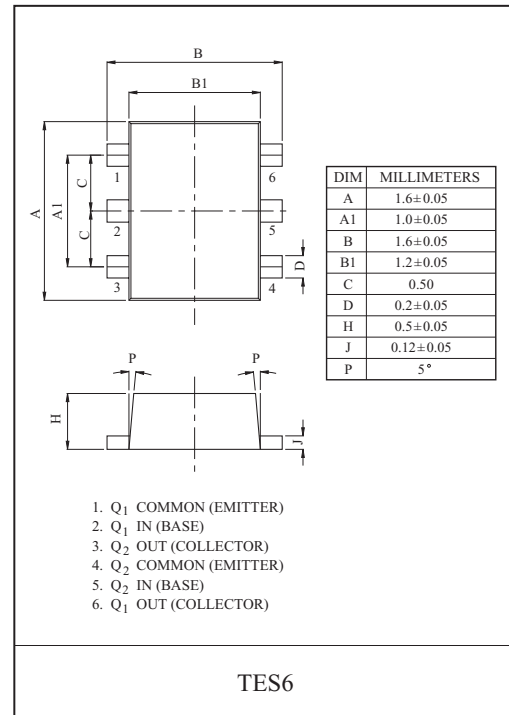 B
B1
A
A1
C
C
D
1
2
3
6
5
4
P
P
H
J
DIM MILLIMETERS
A 1.6±0.05
A1 1.0±0.05
B 1.6±0.05
B1 1.2±0.05
C 0.50
D 0.2±0.05
H 0.5±0.05
J 0.12±0.05
P 5°
1. Q1 COMMON (EMITTER)
2. Q1 IN (BASE)
3. Q2 OUT (COLLECTOR)
4. Q2 COMMON (EMITTER)
5. Q2 IN (BASE)
6. Q1 OUT (COLLECTOR)
TES6